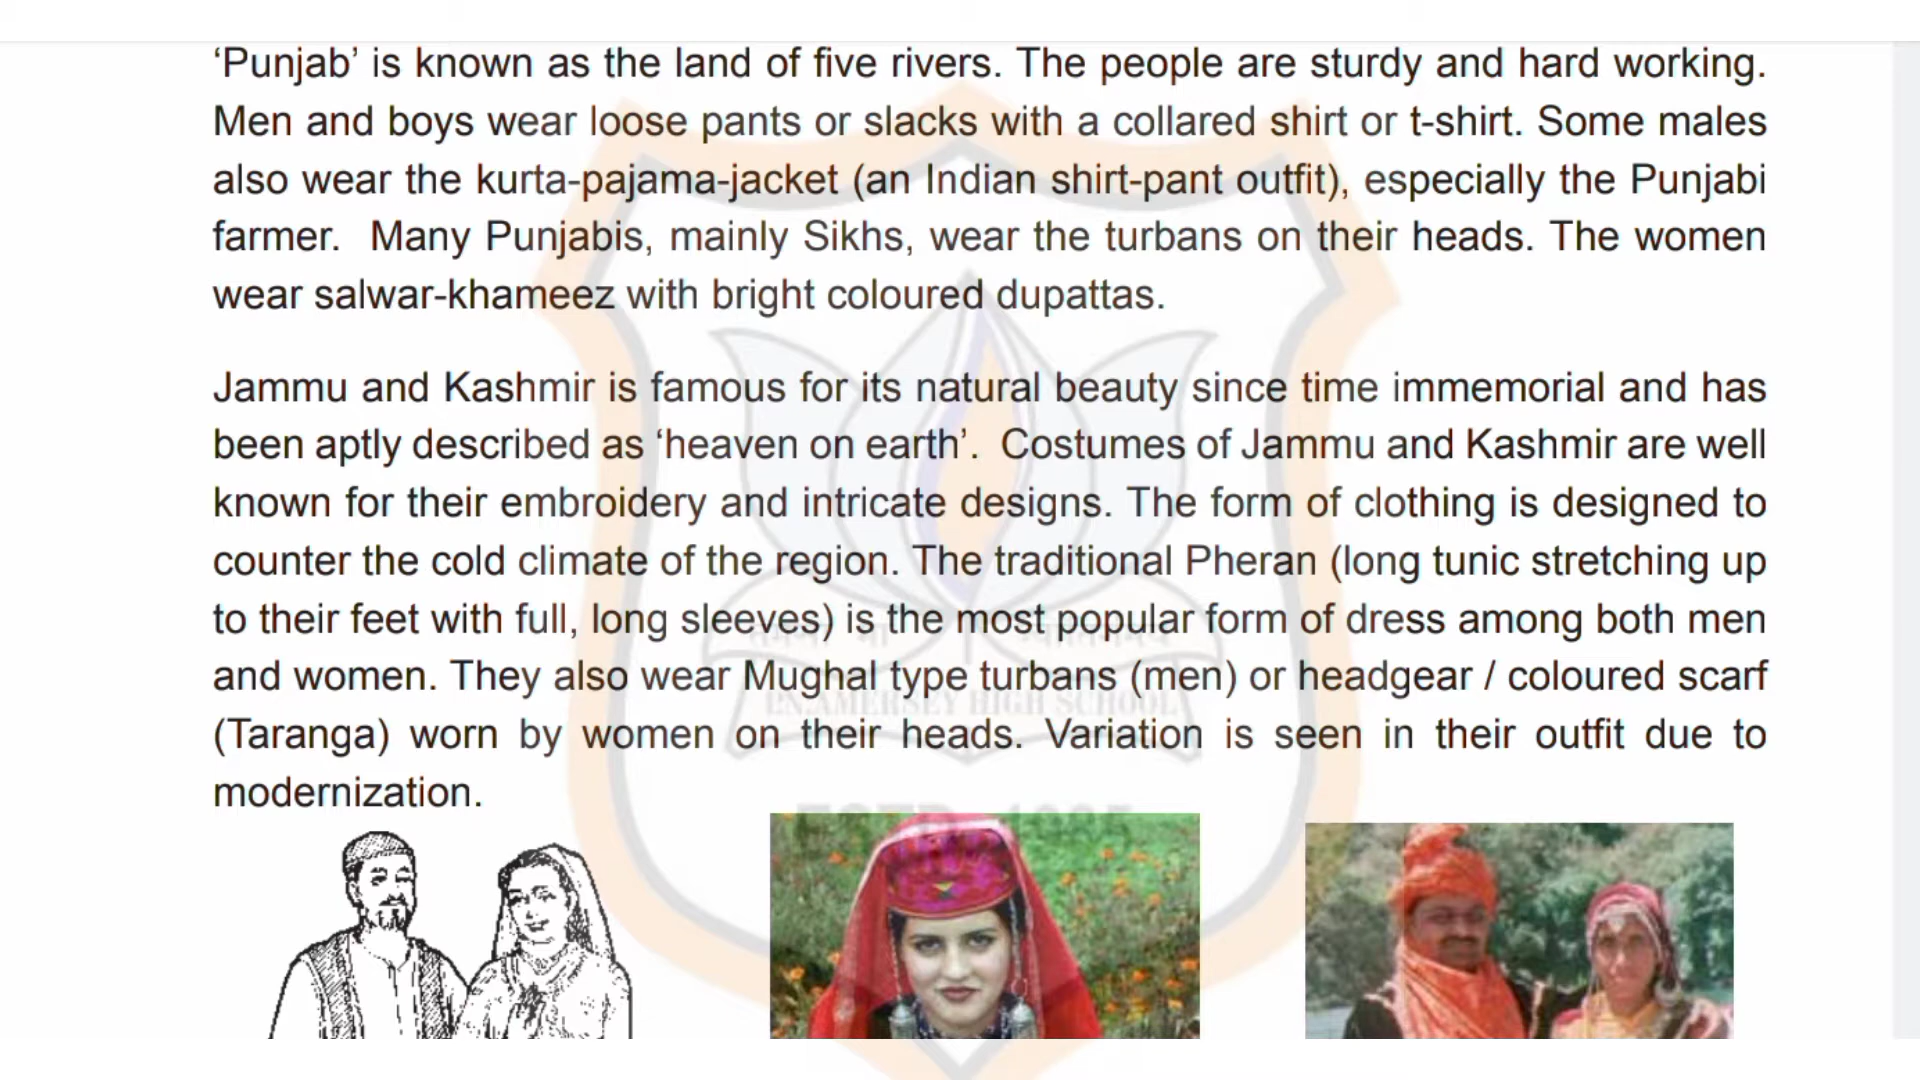 ‘Punjab’ is known as the land of five rivers. The people are sturdy and hard working.
Men and boys wear loose pants or slacks with a collared shirt or t-shirt. Some males
also wear the kurta-pajama-jacket (an Indian shirt-pant outfit), especially the Punjabi
farmer.  Many Punjabis, mainly Sikhs, wear the turbans on their heads. The women
wear salwar-khameez with bright coloured dupattas.
Jammu and Kashmir is famous for its natural beauty since time immemorial and has
been aptly described as ‘heaven on earth’.  Costumes of Jammu and Kashmir are well
known for their embroidery and intricate designs. The form of clothing is designed to
counter the cold climate of the region. The traditional Pheran (long tunic stretching up
to their feet with full, long sleeves) is the most popular form of dress among both men
and women. They also wear Mughal type turbans (men) or headgear / coloured scarf
P.N.AMERSEY HIGH SCHOOL
(Taranga) worn by women on their heads. Variation is seen in their outfit due to
modernization.